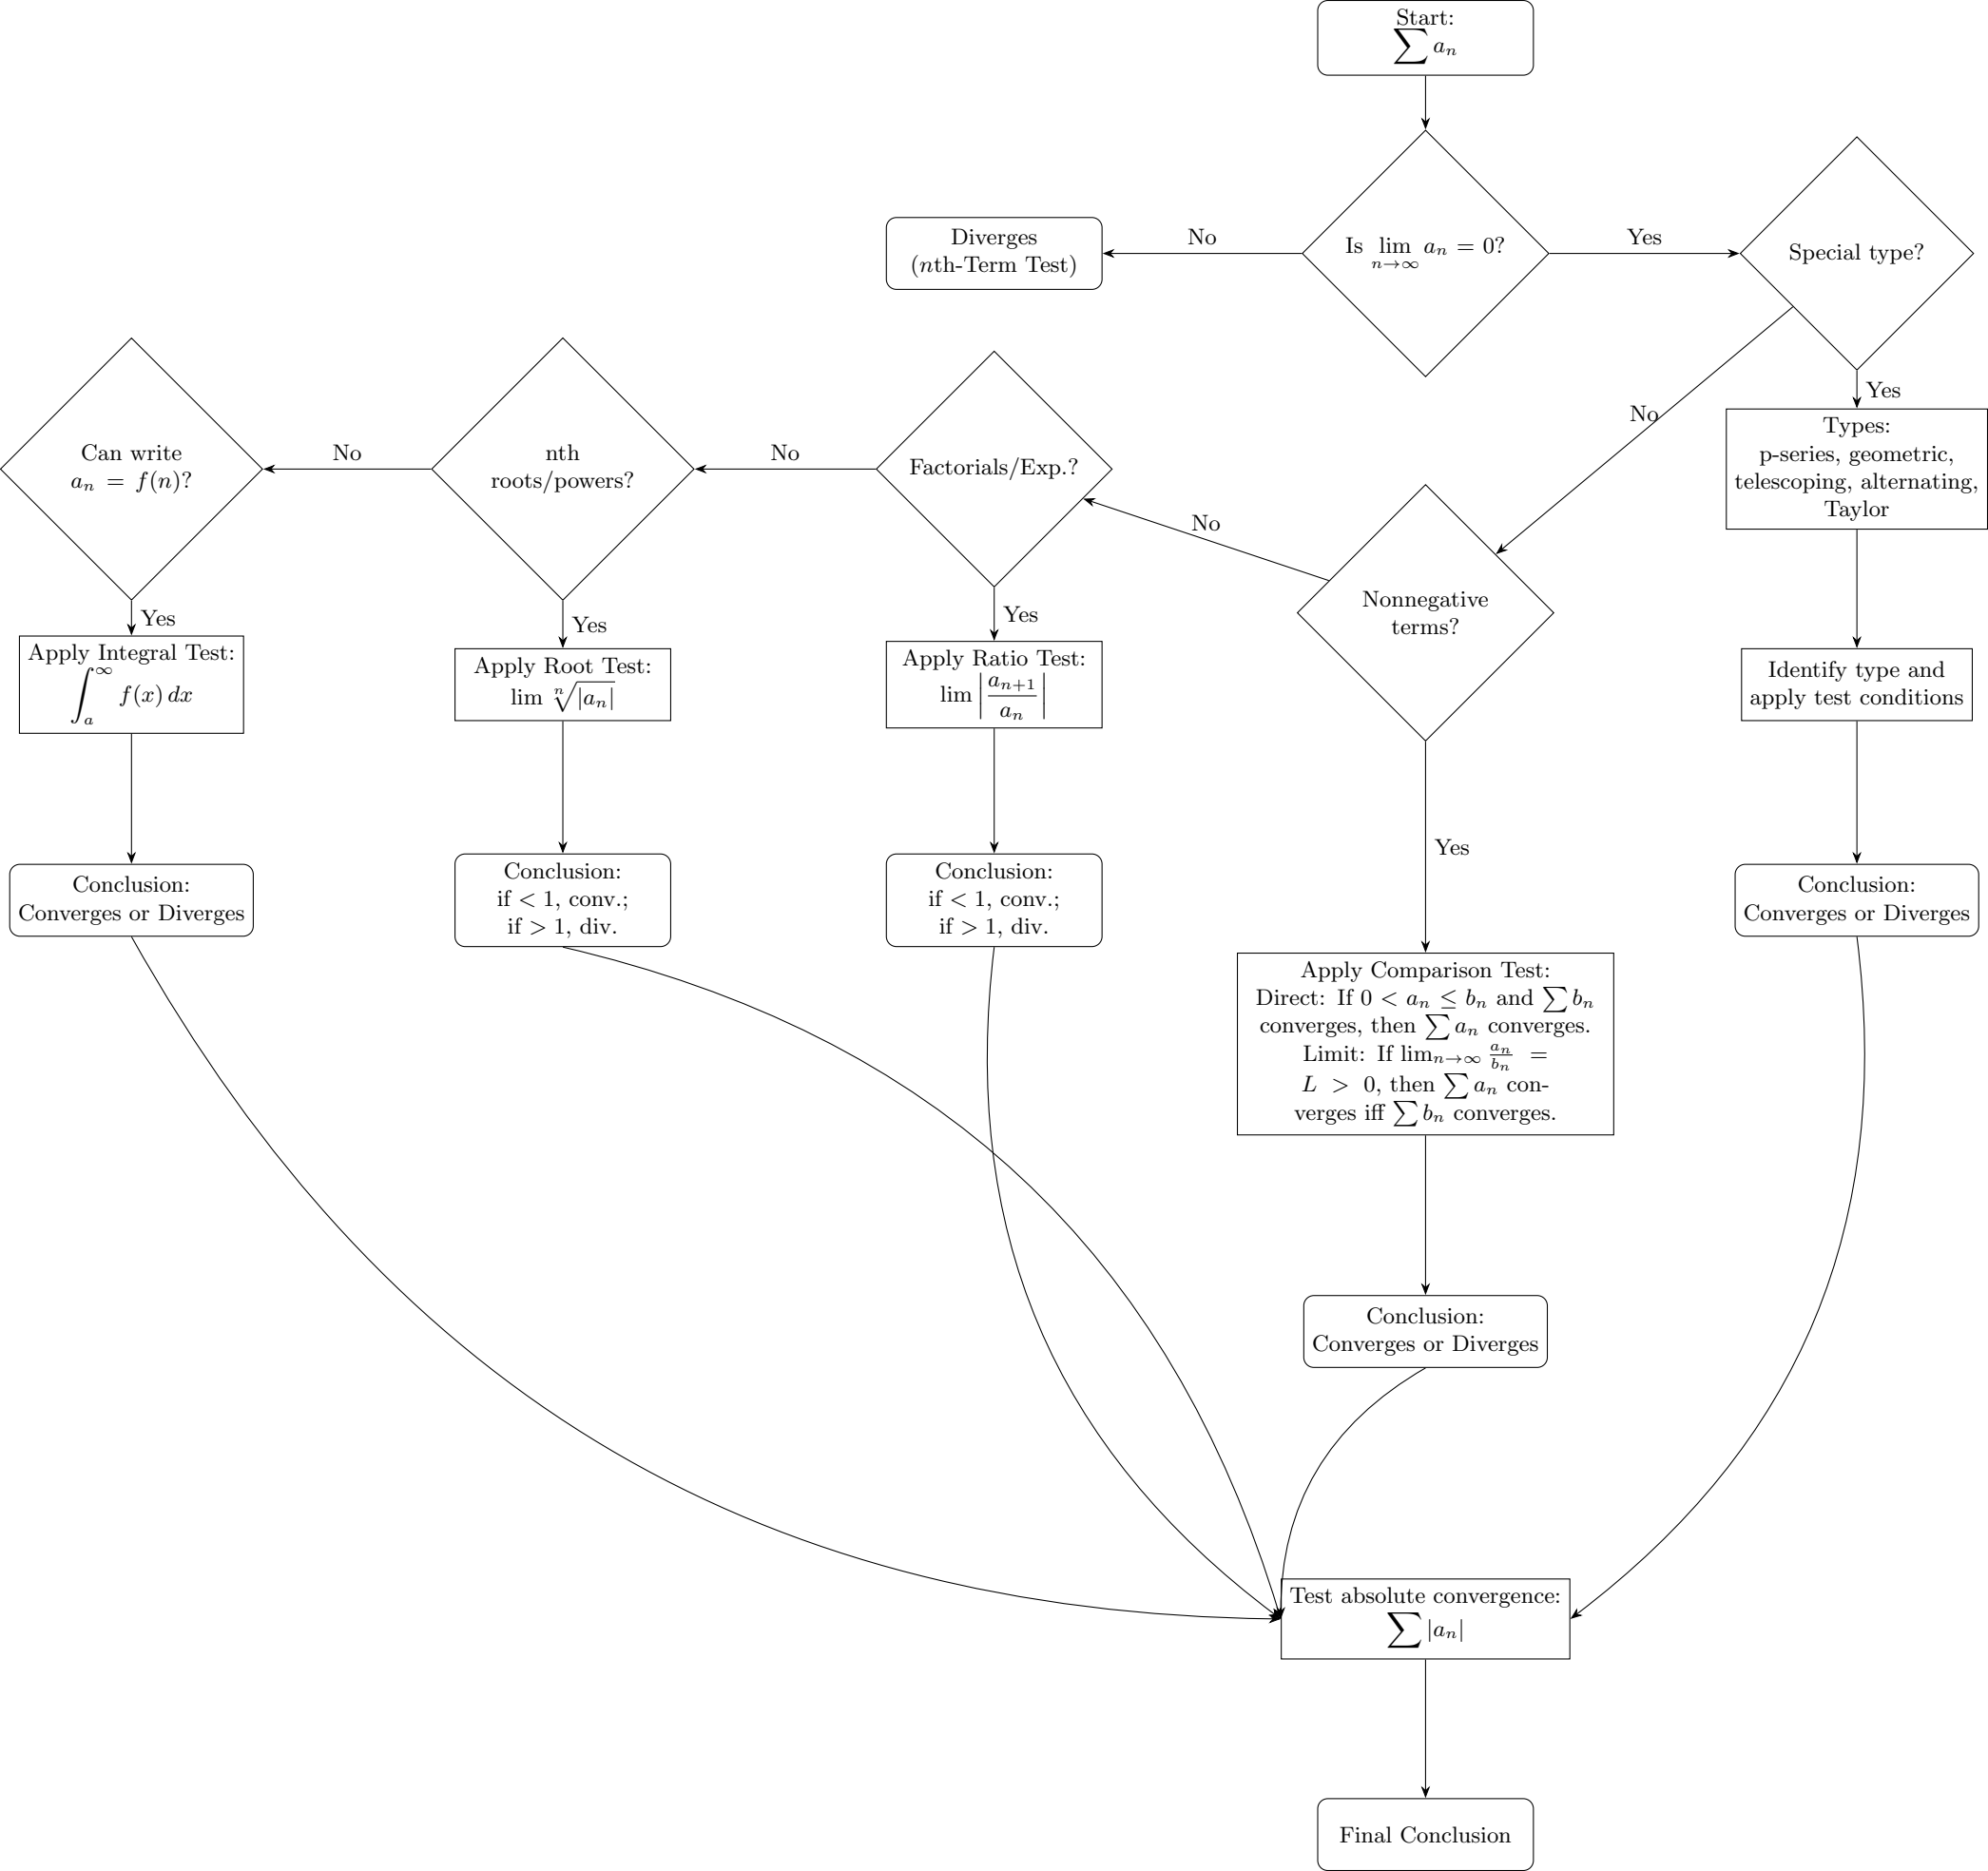 Start:
∑ aₙ
Diverges
(nth-Term Test)
No
Is lim aₙ = 0?
n→∞
Yes
Special type?
Yes
No
Types:
p-series, geometric,
telescoping, alternating,
Taylor
Can write
aₙ = f(n)?
No
nth
roots/powers?
No
Factorials/Exp.?
No
Nonnegative
terms?
Yes
Yes
Yes
Apply Integral Test:
∫ₐ^∞ f(x) dx
Apply Root Test:
lim ⁿ√|aₙ|
Apply Ratio Test:
lim |aₙ₊₁/aₙ|
Identify type and
apply test conditions
Yes
Conclusion:
Converges or Diverges
Conclusion:
if < 1, conv.;
if > 1, div.
Conclusion:
if < 1, conv.;
if > 1, div.
Conclusion:
Converges or Diverges
Apply Comparison Test:
Direct: If 0 < aₙ ≤ bₙ and ∑ bₙ
converges, then ∑ aₙ converges.
Limit: If limₙ→∞ aₙ/bₙ =
L > 0, then ∑ aₙ con-
verges iff ∑ bₙ converges.
Conclusion:
Converges or Diverges
Test absolute convergence:
∑ |aₙ|
Final Conclusion